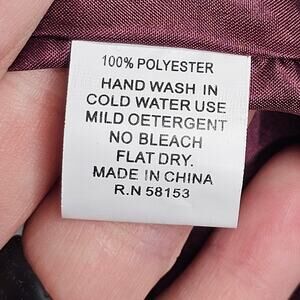 100% POLYESTER
HAND WASH IN
COLD WATER USE
MILD OETERGENT
NO BLEACH
FLAT DRY.
MADE IN CHINA
R.N 58153